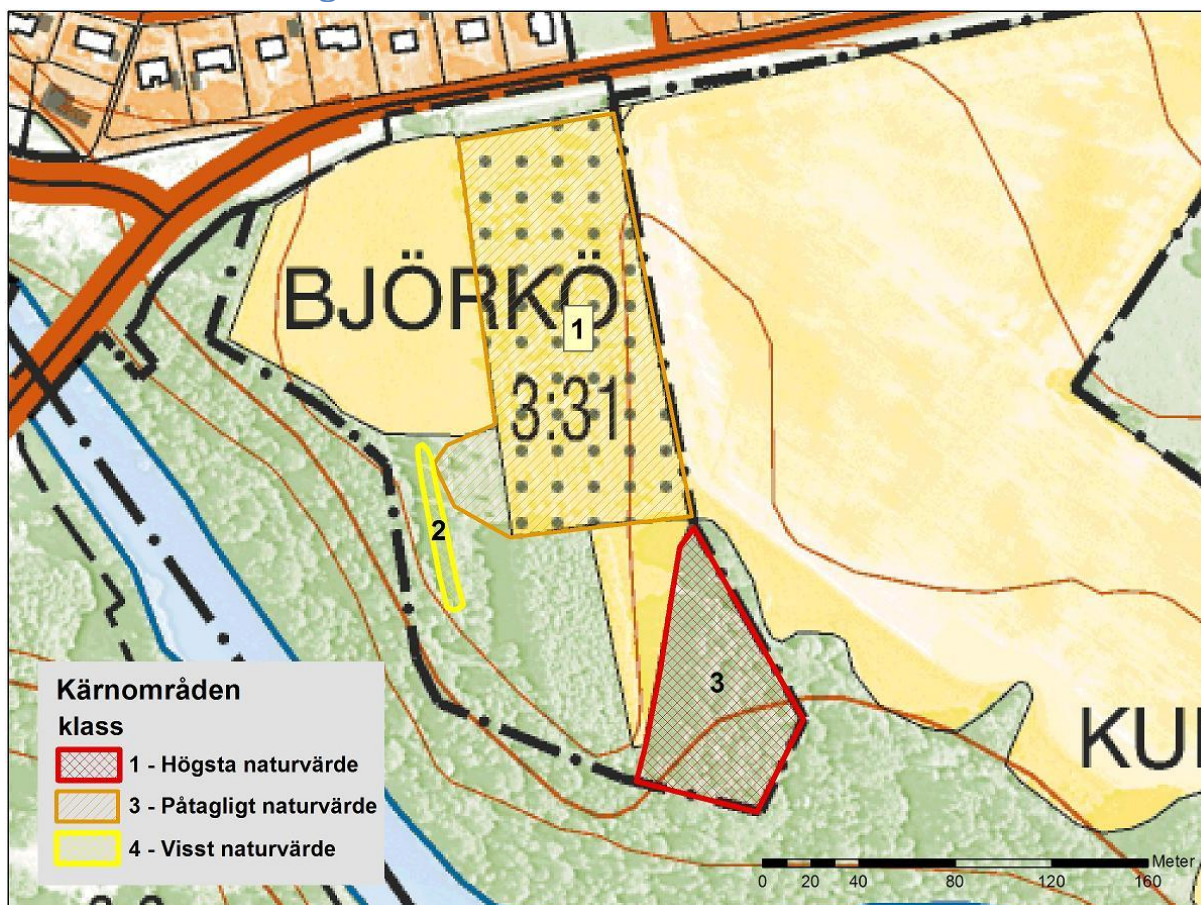 BJÖRKÖ
1
3:31
2
3
KU
Kärnområden
klass
1 - Högsta naturvärde
3 - Påtagligt naturvärde
4 - Visst naturvärde
Meter
0 20 40 80 120 160